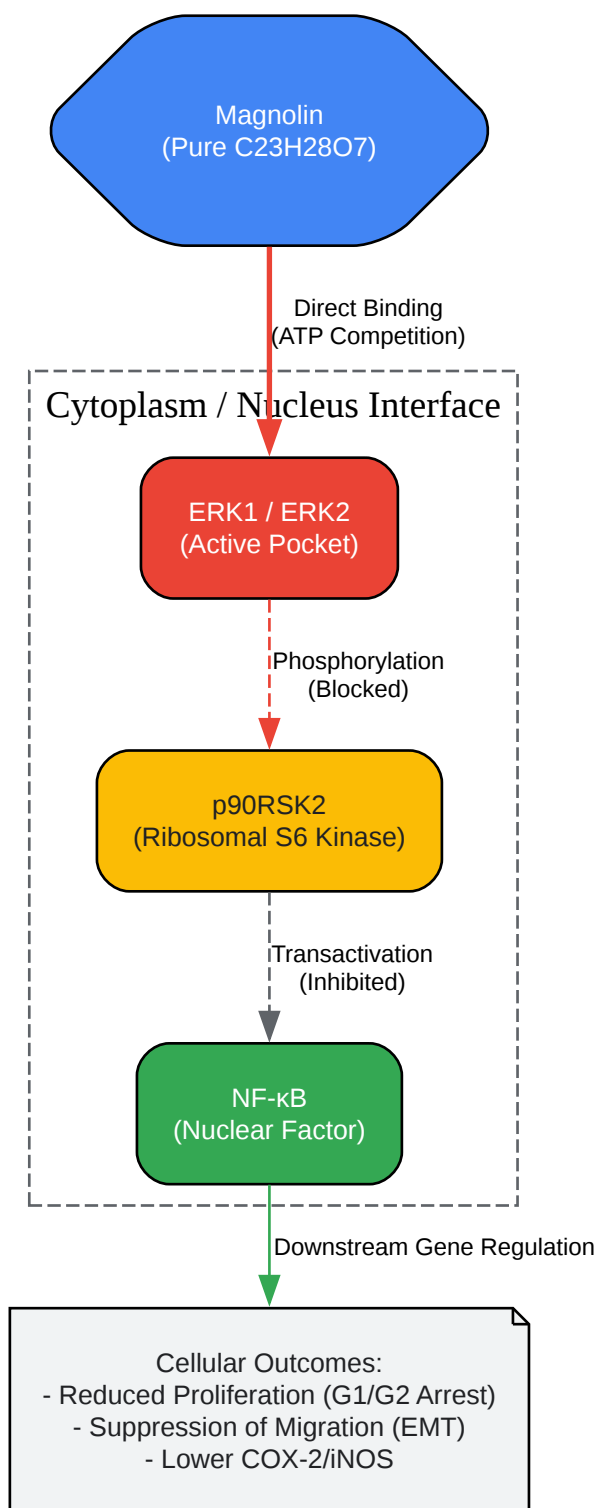 Magnolin
(Pure C23H28O7)
Direct Binding
(ATP Competition)
Cytoplasm / Nucleus Interface
ERK1 / ERK2
(Active Pocket)
Phosphorylation
(Blocked)
p90RSK2
(Ribosomal S6 Kinase)
Transactivation
(Inhibited)
NF-κB
(Nuclear Factor)
Downstream Gene Regulation
Cellular Outcomes:
- Reduced Proliferation (G1/G2 Arrest)
- Suppression of Migration (EMT)
- Lower COX-2/iNOS